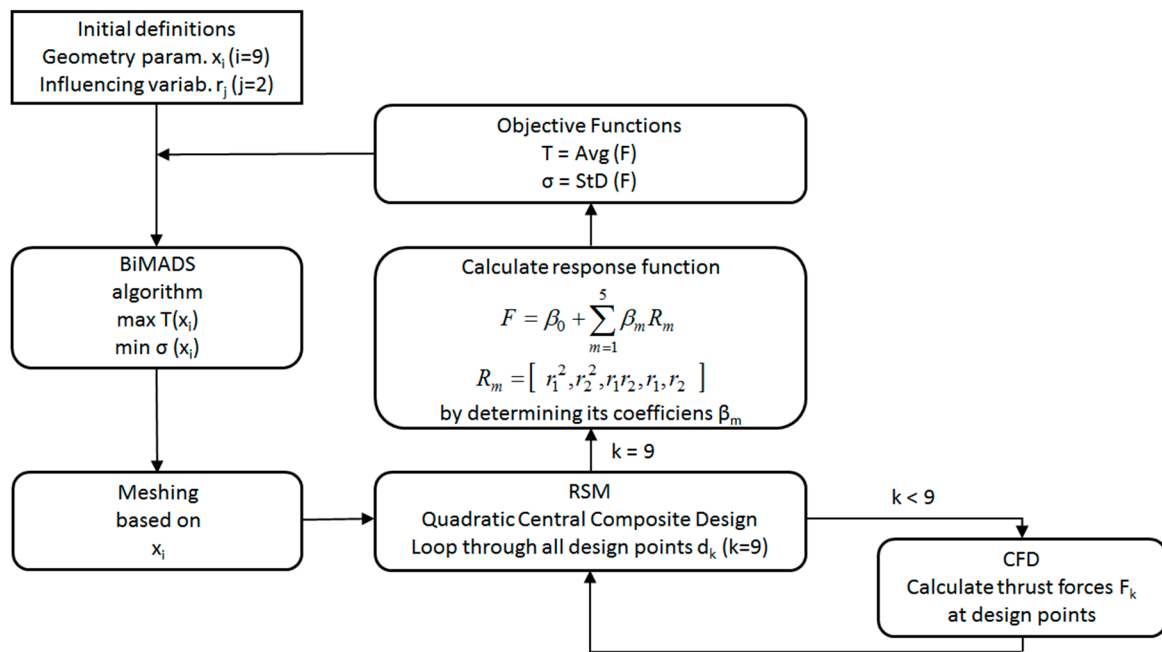 Initial definitions
Geometry param. xᵢ (i=9)
Influencing variab. rⱼ (j=2)
Objective Functions
T = Avg (F)
σ = StD (F)
BiMADS
algorithm
max T(xᵢ)
min σ (xᵢ)
Calculate response function
F = β₀ + ∑_{m=1}^{5} βₘRₘ
Rₘ = [ r₁², r₂², r₁r₂, r₁, r₂ ]
by determining its coefficiens βₘ
k = 9
Meshing
based on
xᵢ
RSM
Quadratic Central Composite Design
Loop through all design points dₖ (k=9)
k < 9
CFD
Calculate thrust forces Fₖ
at design points